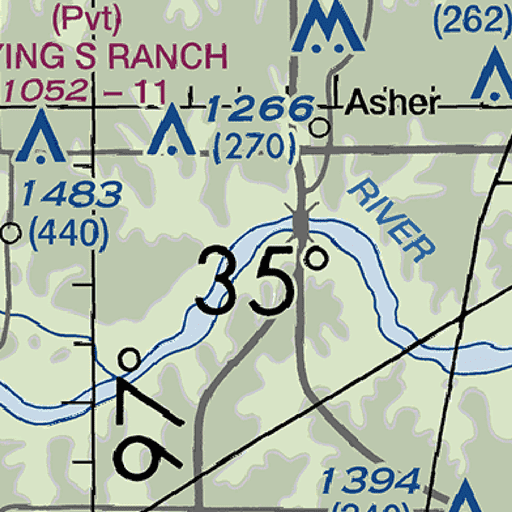 (Pvt)
YING S RANCH
1052 - 11
(262)
1266
(270)
Asher
1483
(440)
RIVER
35°
97°
1394